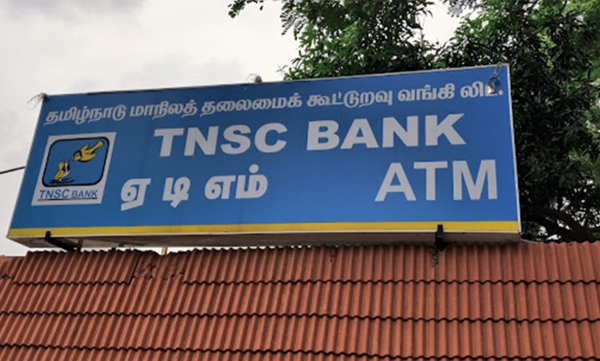 தமிழ்நாடு மாநிலத் தலைமைக் கூட்டுறவு வங்கி லிட்.
TNSC BANK
TNSC BANK
ஏ டி எம் ATM